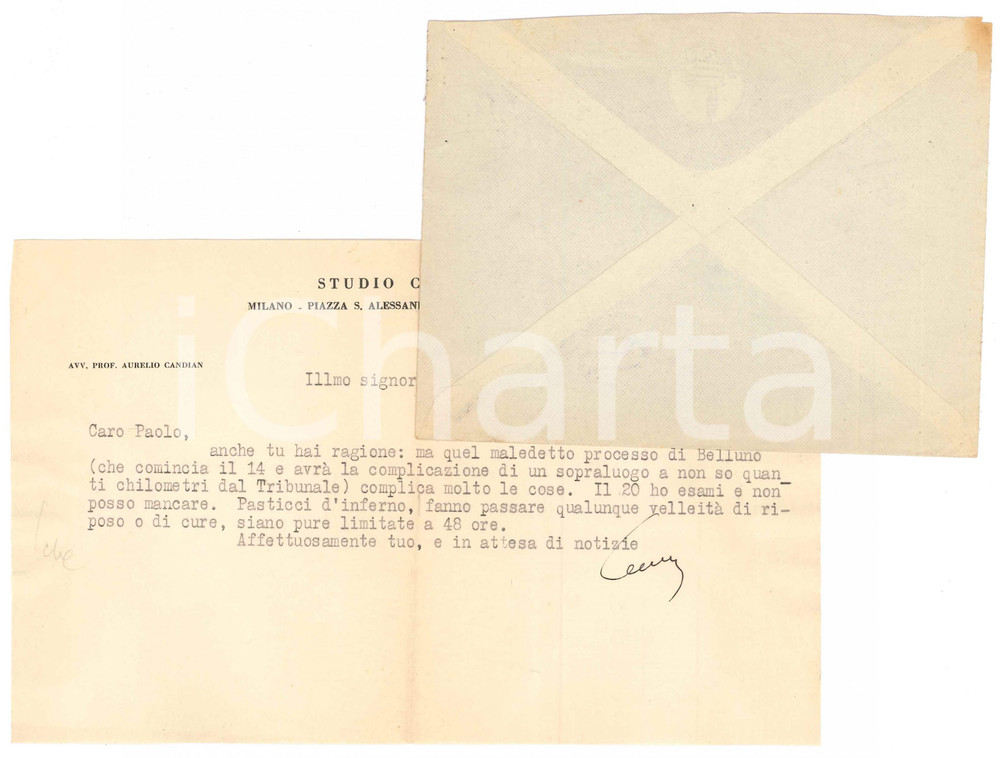 STUDIO C
MILANO - PIAZZA S. ALESSAN
AVV. PROF. AURELIO CANDIAN
Illmo signor
Caro Paolo,
anche tu hai ragione: ma quel maledetto processo di Belluno
(che comincia il 14 e avrà la complicazione di un sopraluogo a non so quan_
ti chilometri dal Tribunale) complica molto le cose. Il 20 ho esami e non
posso mancare. Pasticci d'inferno, fanno passare qualunque velleità di ri-
poso o di cure, siano pure limitate a 48 ore.
Affettuosamente tuo, e in attesa di notizie
che
iCharta